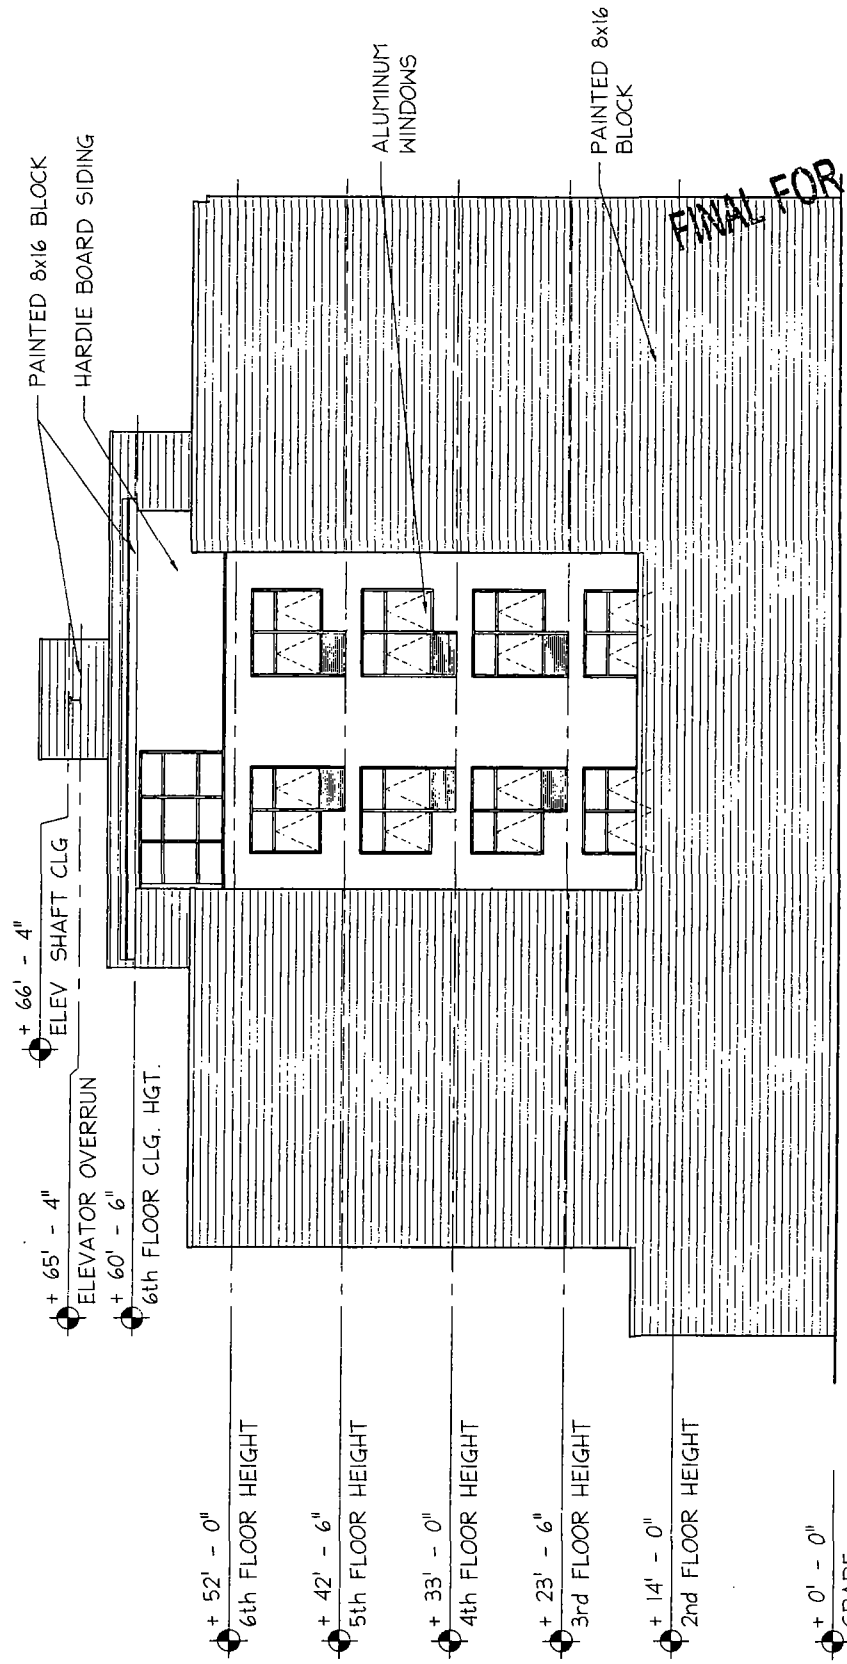 + 66' - 4"
ELEV SHAFT CLG
+ 65' - 4"
ELEVATOR OVERRUN
+ 60' - 6"
6th FLOOR CLG. HGT.
+ 52' - 0"
6th FLOOR HEIGHT
+ 42' - 6"
5th FLOOR HEIGHT
+ 33' - 0"
4th FLOOR HEIGHT
+ 23' - 6"
3rd FLOOR HEIGHT
+ 14' - 0"
2nd FLOOR HEIGHT
+ 0' - 0"
GRADE
PAINTED 8x16 BLOCK
HARDIE BOARD SIDING
ALUMINUM
WINDOWS
PAINTED 8x16
BLOCK
FINAL FOR